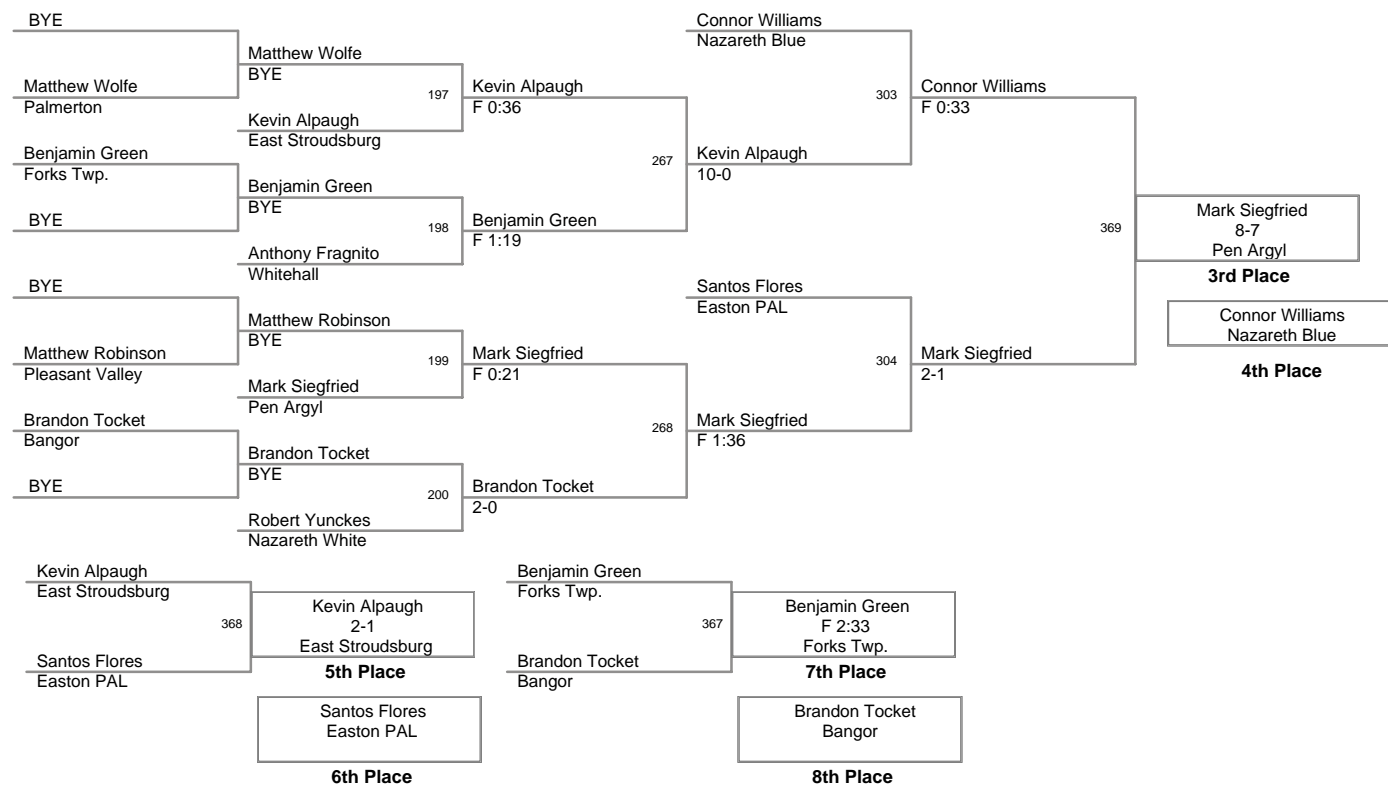 BYE
Matthew Wolfe
Palmerton
Benjamin Green
Forks Twp.
BYE
BYE
Matthew Robinson
Pleasant Valley
Brandon Tocket
Bangor
BYE
Matthew Wolfe
BYE
197
Kevin Alpaugh
East Stroudsburg
Benjamin Green
BYE
198
Anthony Fragnito
Whitehall
Matthew Robinson
BYE
199
Mark Siegfried
Pen Argyl
Brandon Tocket
BYE
200
Robert Yunckes
Nazareth White
Kevin Alpaugh
F 0:36
267
Benjamin Green
F 1:19
Mark Siegfried
F 0:21
268
Brandon Tocket
2-0
Connor Williams
Nazareth Blue
303
Kevin Alpaugh
10-0
Santos Flores
Easton PAL
304
Mark Siegfried
F 1:36
Connor Williams
F 0:33
369
Mark Siegfried
2-1
Mark Siegfried
8-7
Pen Argyl
3rd Place
Connor Williams
Nazareth Blue
4th Place
Kevin Alpaugh
East Stroudsburg
368
Santos Flores
Easton PAL
Kevin Alpaugh
2-1
East Stroudsburg
5th Place
Santos Flores
Easton PAL
6th Place
Benjamin Green
Forks Twp.
367
Brandon Tocket
Bangor
Benjamin Green
F 2:33
Forks Twp.
7th Place
Brandon Tocket
Bangor
8th Place